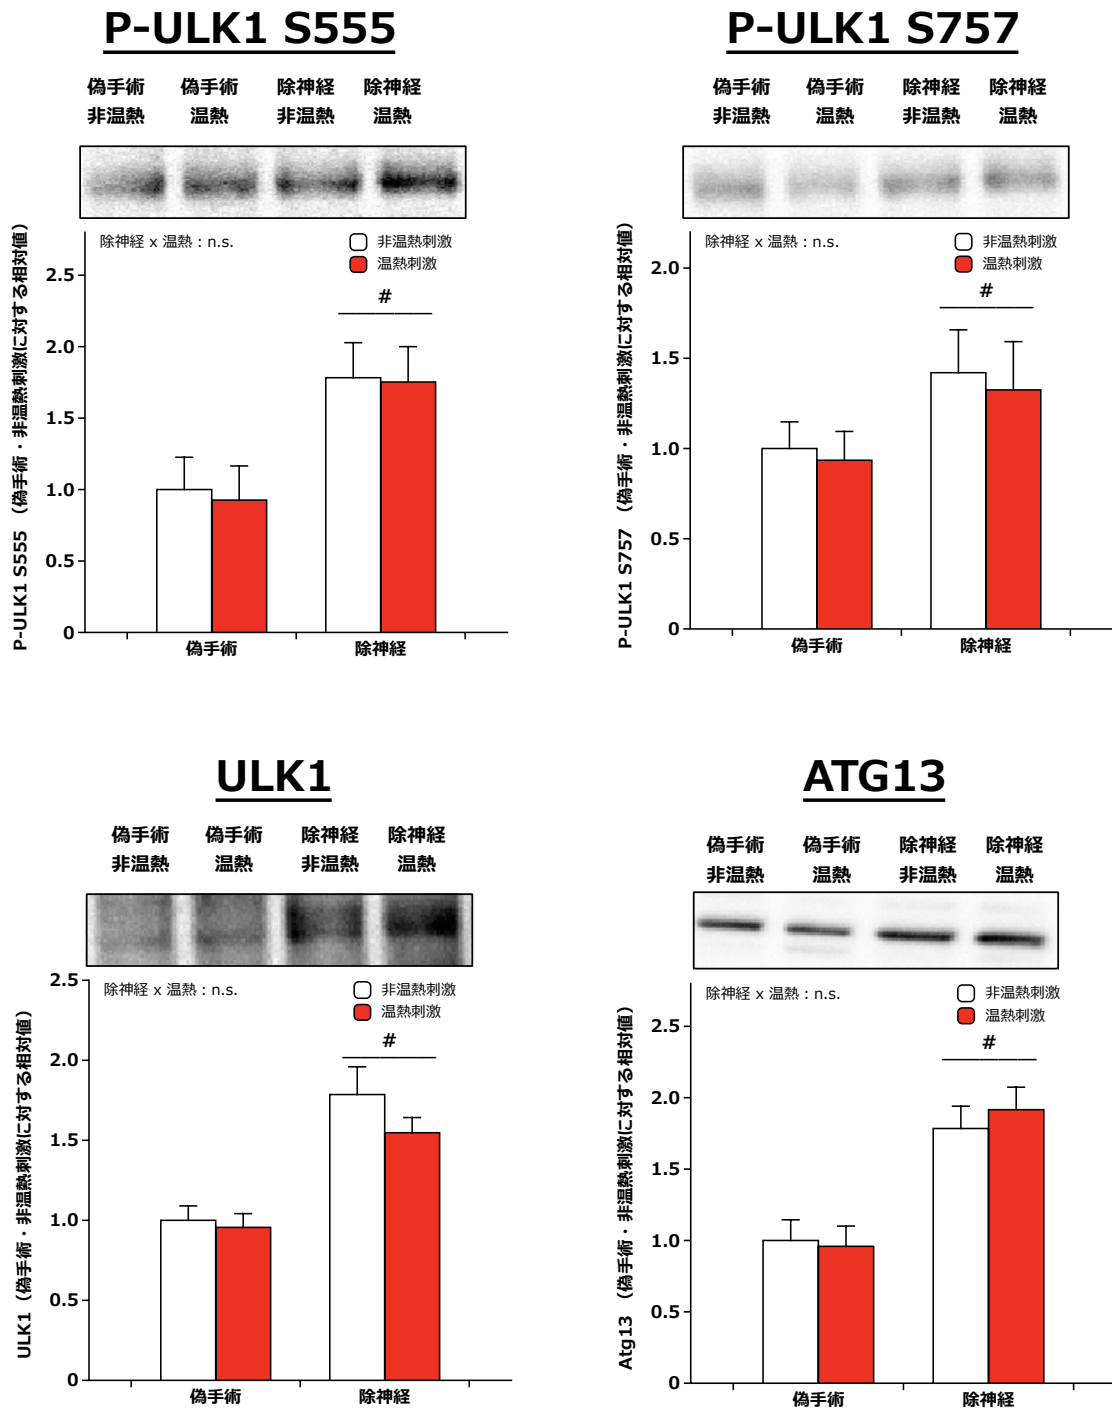 P-ULK1 S555
偽手術 偽手術 除神経 除神経
非温熱 温熱 非温熱 温熱
除神経 x 温熱 : n.s.
非温熱刺激
温熱刺激
#
2.5
2.0
1.5
1.0
0.5
0
P-ULK1 S555 (偽手術・非温熱刺激に対する相対値)
偽手術 除神経
P-ULK1 S757
偽手術 偽手術 除神経 除神経
非温熱 温熱 非温熱 温熱
除神経 x 温熱 : n.s.
非温熱刺激
温熱刺激
#
2.0
1.5
1.0
0.5
0
P-ULK1 S757 (偽手術・非温熱刺激に対する相対値)
偽手術 除神経
ULK1
偽手術 偽手術 除神経 除神経
非温熱 温熱 非温熱 温熱
除神経 x 温熱 : n.s.
非温熱刺激
温熱刺激
#
2.5
2.0
1.5
1.0
0.5
0
ULK1 (偽手術・非温熱刺激に対する相対値)
偽手術 除神経
ATG13
偽手術 偽手術 除神経 除神経
非温熱 温熱 非温熱 温熱
除神経 x 温熱 : n.s.
非温熱刺激
温熱刺激
#
2.5
2.0
1.5
1.0
0.5
0
Atg13 (偽手術・非温熱刺激に対する相対値)
偽手術 除神経